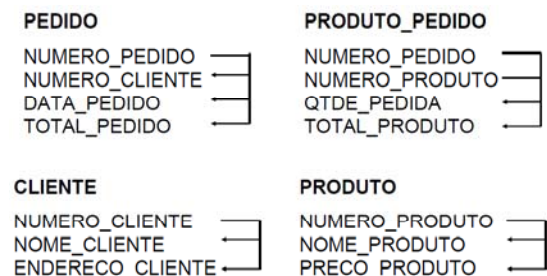 PEDIDO
NUMERO_PEDIDO
NUMERO_CLIENTE
DATA_PEDIDO
TOTAL_PEDIDO
PRODUTO_PEDIDO
NUMERO_PEDIDO
NUMERO_PRODUTO
QTDE_PEDIDA
TOTAL_PRODUTO
CLIENTE
NUMERO_CLIENTE
NOME_CLIENTE
ENDERECO_CLIENTE
PRODUTO
NUMERO_PRODUTO
NOME_PRODUTO
PRECO_PRODUTO